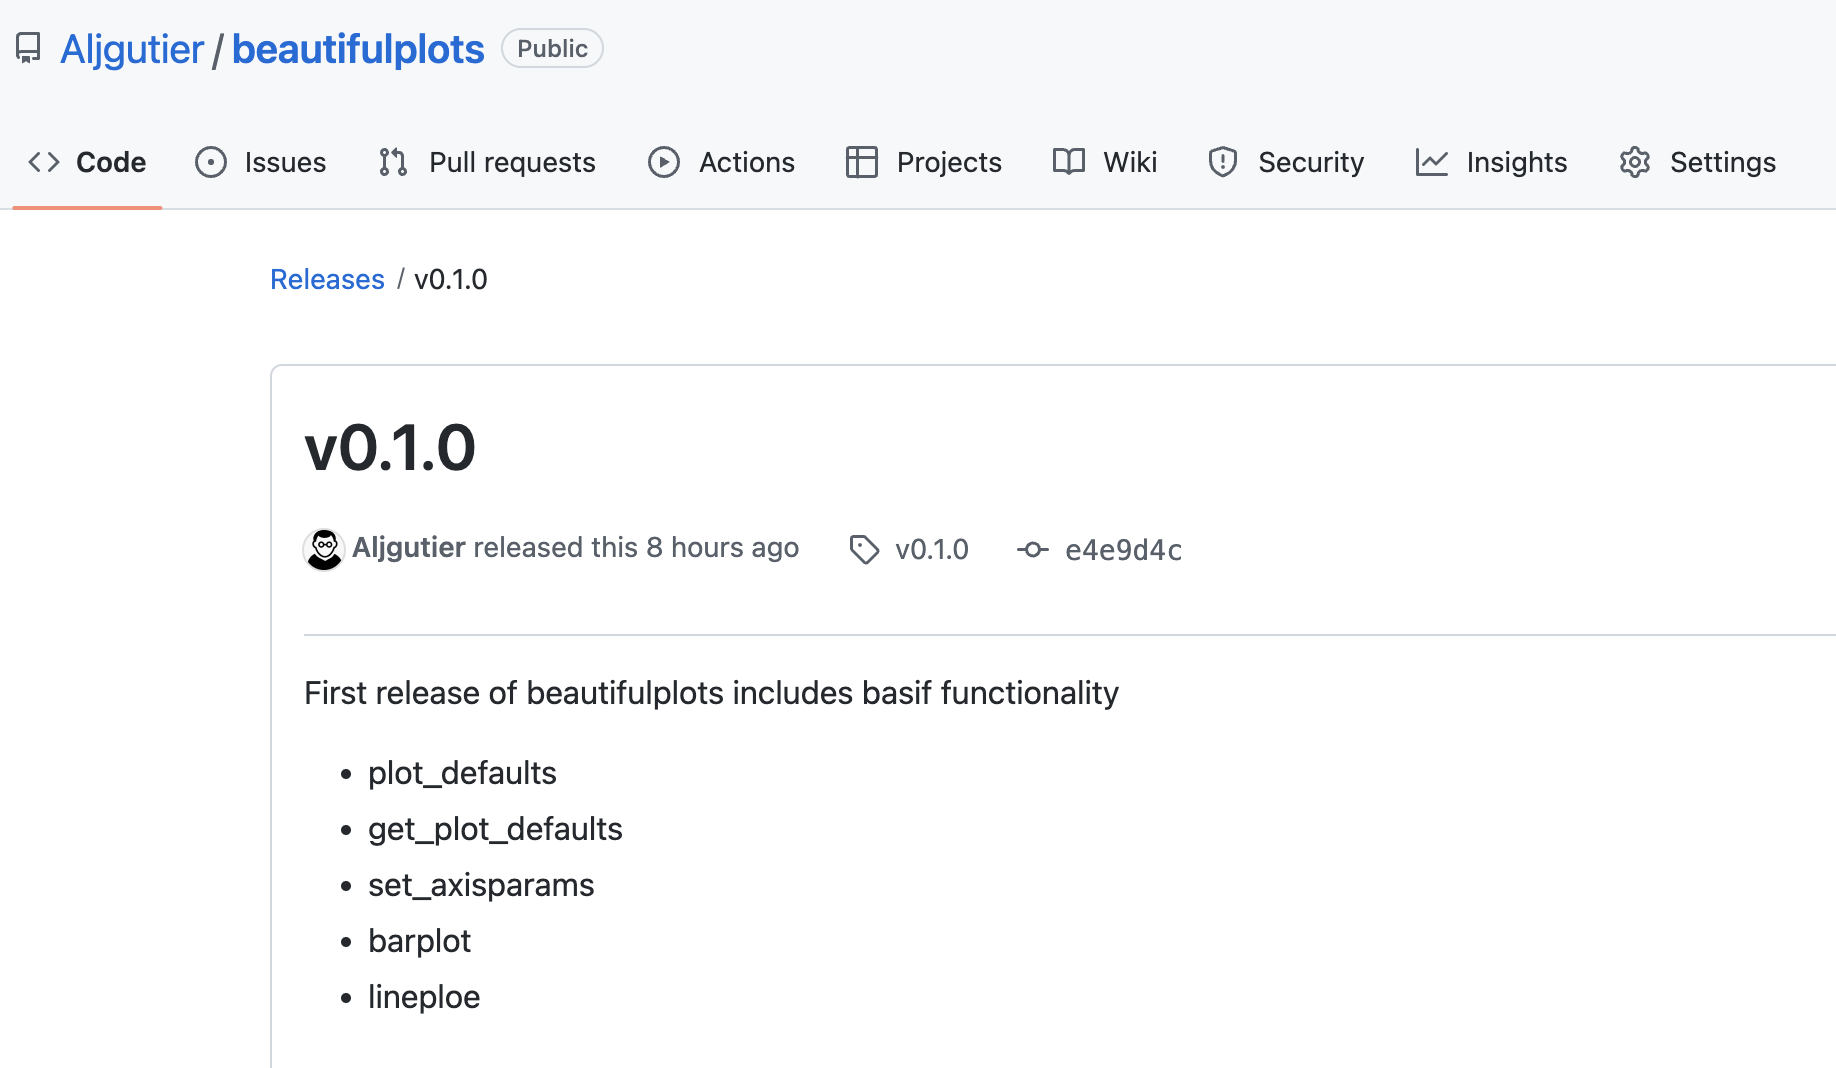 Aljgutier / beautifulplots Public
Code Issues Pull requests Actions Projects Wiki Security Insights Settings
Releases / v0.1.0
v0.1.0
Aljgutier released this 8 hours ago v0.1.0 e4e9d4c
First release of beautifulplots includes basif functionality
• plot_defaults
• get_plot_defaults
• set_axisparams
• barplot
• lineploe